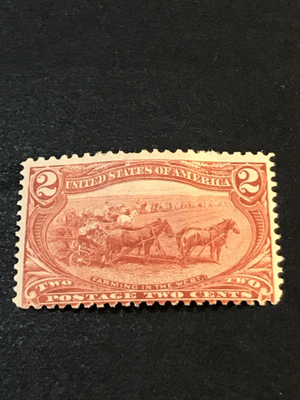 2 UNITED STATES OF AMERICA 2
FARMING IN THE WEST.
TWO POSTAGE TWO CENTS TWO